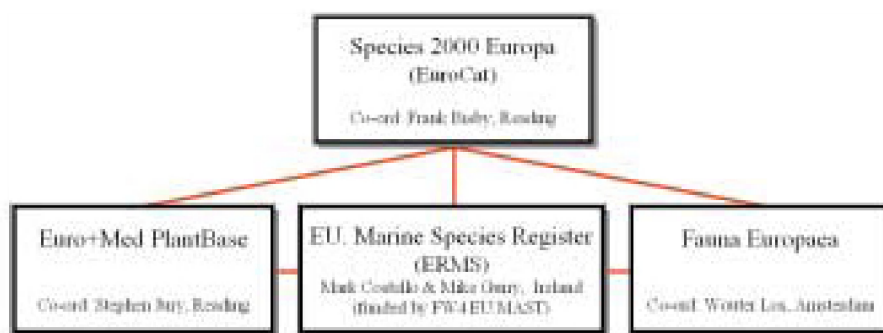 Species 2000 Europa
(EuroCat)
Co-ord: Frank Bisby, Reading
Euro+Med PlantBase
Co-ord: Stephen Jury, Reading
EU. Marine Species Register
(ERMS)
Mark Costello & Mike Guiry, Ireland
(funded by FW4 EU MAST)
Fauna Europaea
Co-ord: Wouter Los, Amsterdam